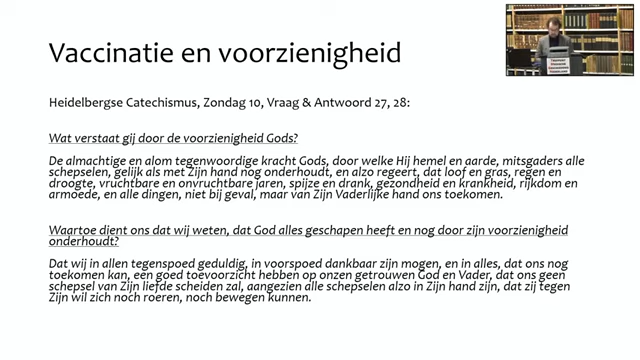 Vaccinatie en voorzienigheid
Heidelbergse Catechismus, Zondag 10, Vraag & Antwoord 27, 28:
Wat verstaat gij door de voorzienigheid Gods?
De almachtige en alom tegenwoordige kracht Gods, door welke Hij hemel en aarde, mitsgaders alle
schepselen, gelijk als met Zijn hand nog onderhoudt, en alzo regeert, dat loof en gras, regen en
droogte, vruchtbare en onvruchtbare jaren, spijze en drank, gezondheid en krankheid, rijkdom en
armoede, en alle dingen, niet bij geval, maar van Zijn Vaderlijke hand ons toekomen.
Waartoe dient ons dat wij weten, dat God alles geschapen heeft en nog door zijn voorzienigheid
onderhoudt?
Dat wij in allen tegenspoed geduldig, in voorspoed dankbaar zijn mogen, en in alles, dat ons nog
toekomen kan, een goed toevoorzicht hebben op onzen getrouwen God en Vader, dat ons geen
schepsel van Zijn liefde scheiden zal, aangezien alle schepselen alzo in Zijn hand zijn, dat zij tegen
Zijn wil zich noch roeren, noch bewegen kunnen.